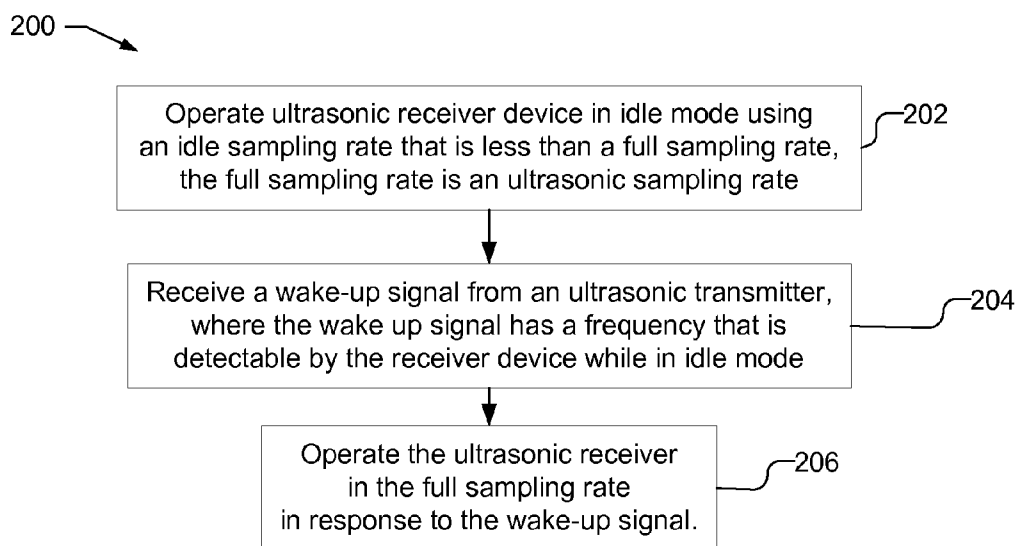 200
Operate ultrasonic receiver device in idle mode using
an idle sampling rate that is less than a full sampling rate,
the full sampling rate is an ultrasonic sampling rate
202
Receive a wake-up signal from an ultrasonic transmitter,
where the wake up signal has a frequency that is
detectable by the receiver device while in idle mode
204
Operate the ultrasonic receiver
in the full sampling rate
in response to the wake-up signal.
206